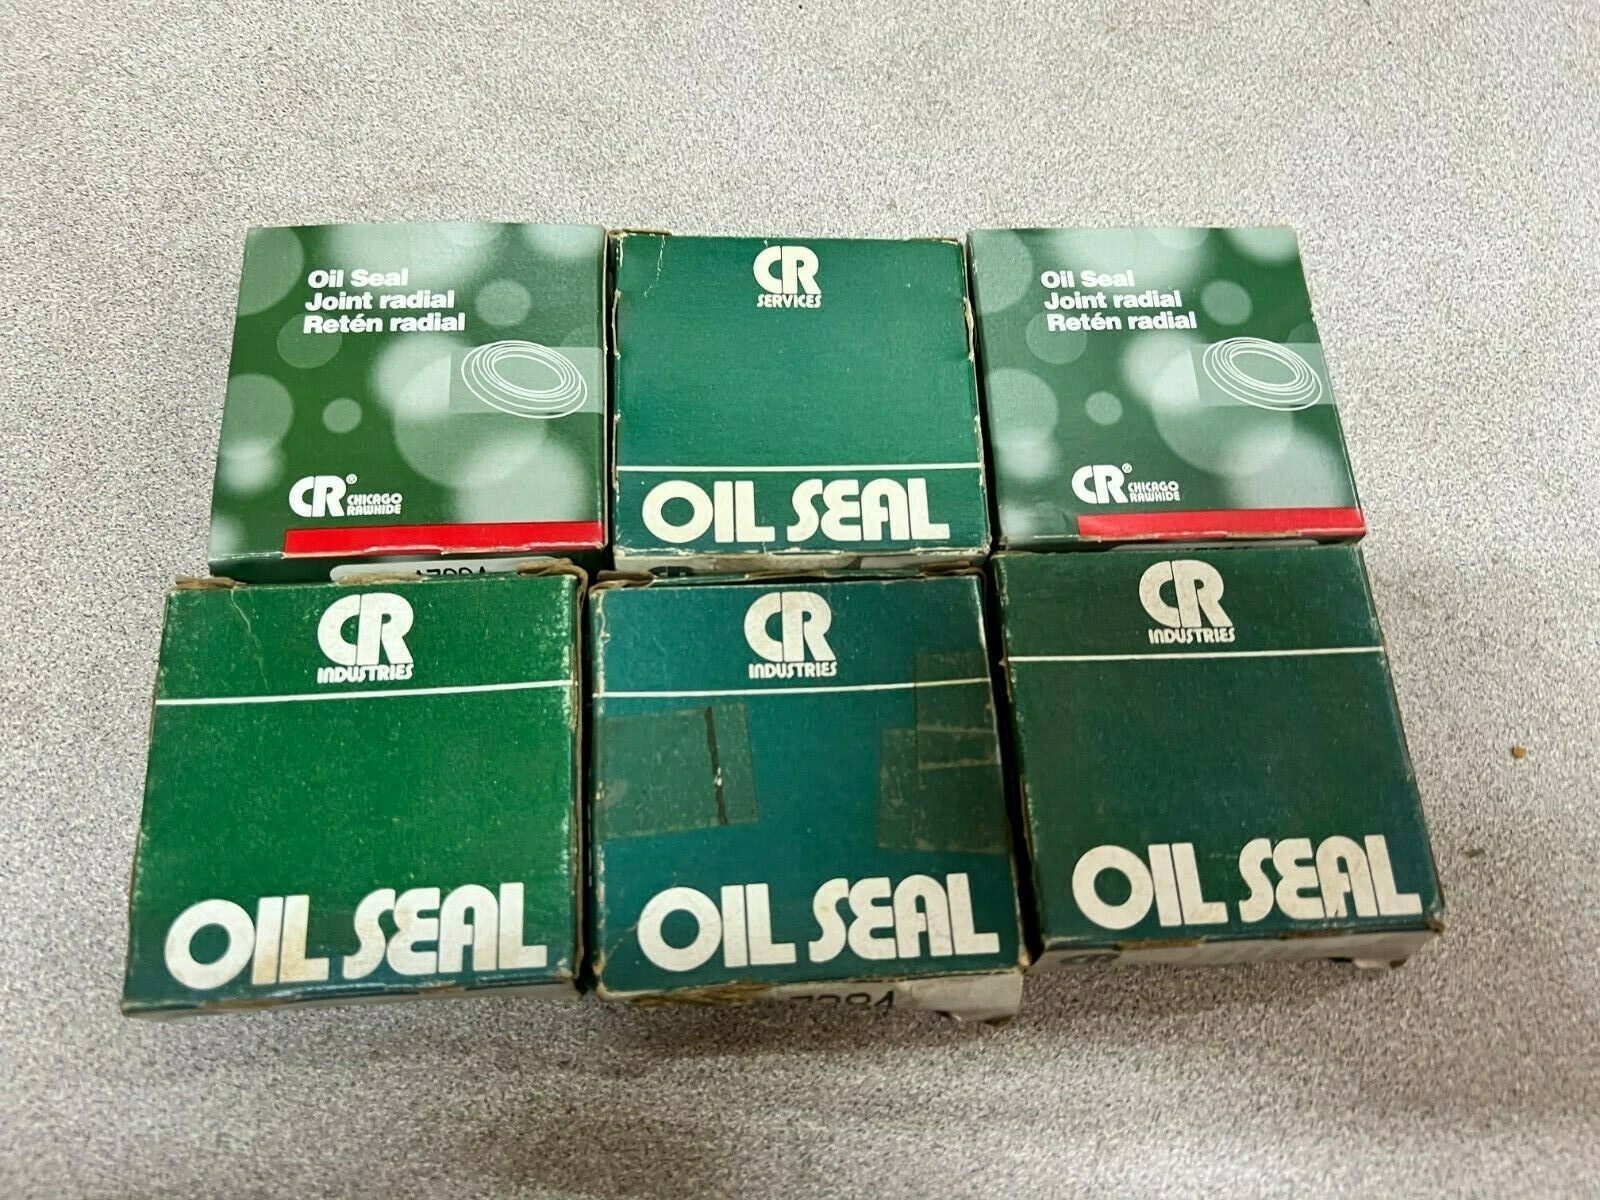 Oil Seal
Joint radial
Retén radial
CR® CHICAGO
RAWHIDE
CR
SERVICES
OIL SEAL
Oil Seal
Joint radial
Retén radial
CR® CHICAGO
RAWHIDE
CR
INDUSTRIES
OIL SEAL
CR
INDUSTRIES
OIL SEAL
7384
CR
INDUSTRIES
OIL SEAL